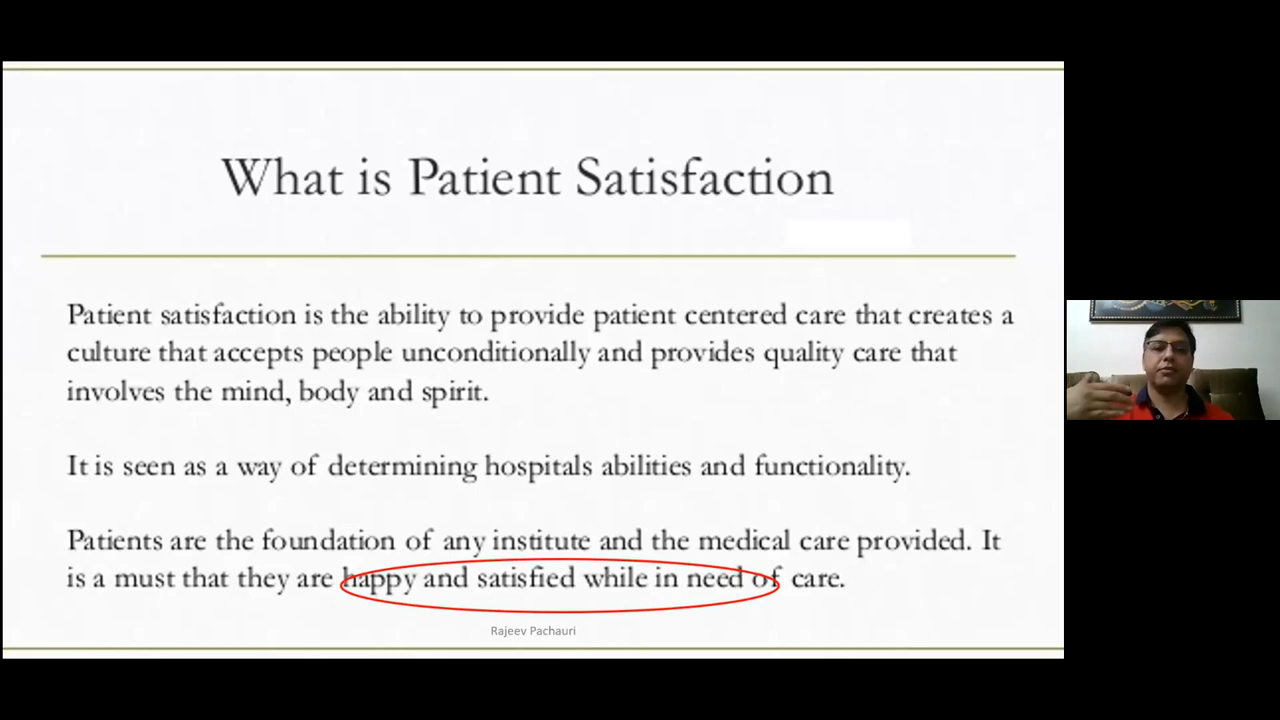 What is Patient Satisfaction
Patient satisfaction is the ability to provide patient centered care that creates a
culture that accepts people unconditionally and provides quality care that
involves the mind, body and spirit.
It is seen as a way of determining hospitals abilities and functionality.
Patients are the foundation of any institute and the medical care provided. It
is a must that they are happy and satisfied while in need of care.
Rajeev Pachauri